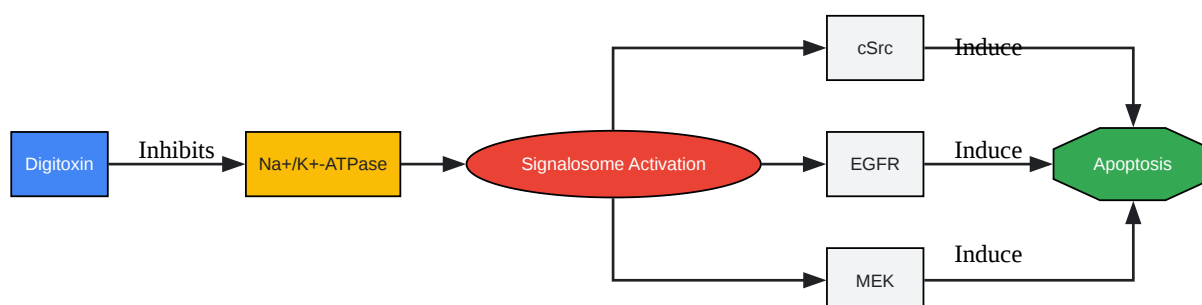 cSrc
Induce
Digitoxin
Inhibits
Na+/K+-ATPase
Signalosome Activation
EGFR
Induce
Apoptosis
MEK
Induce